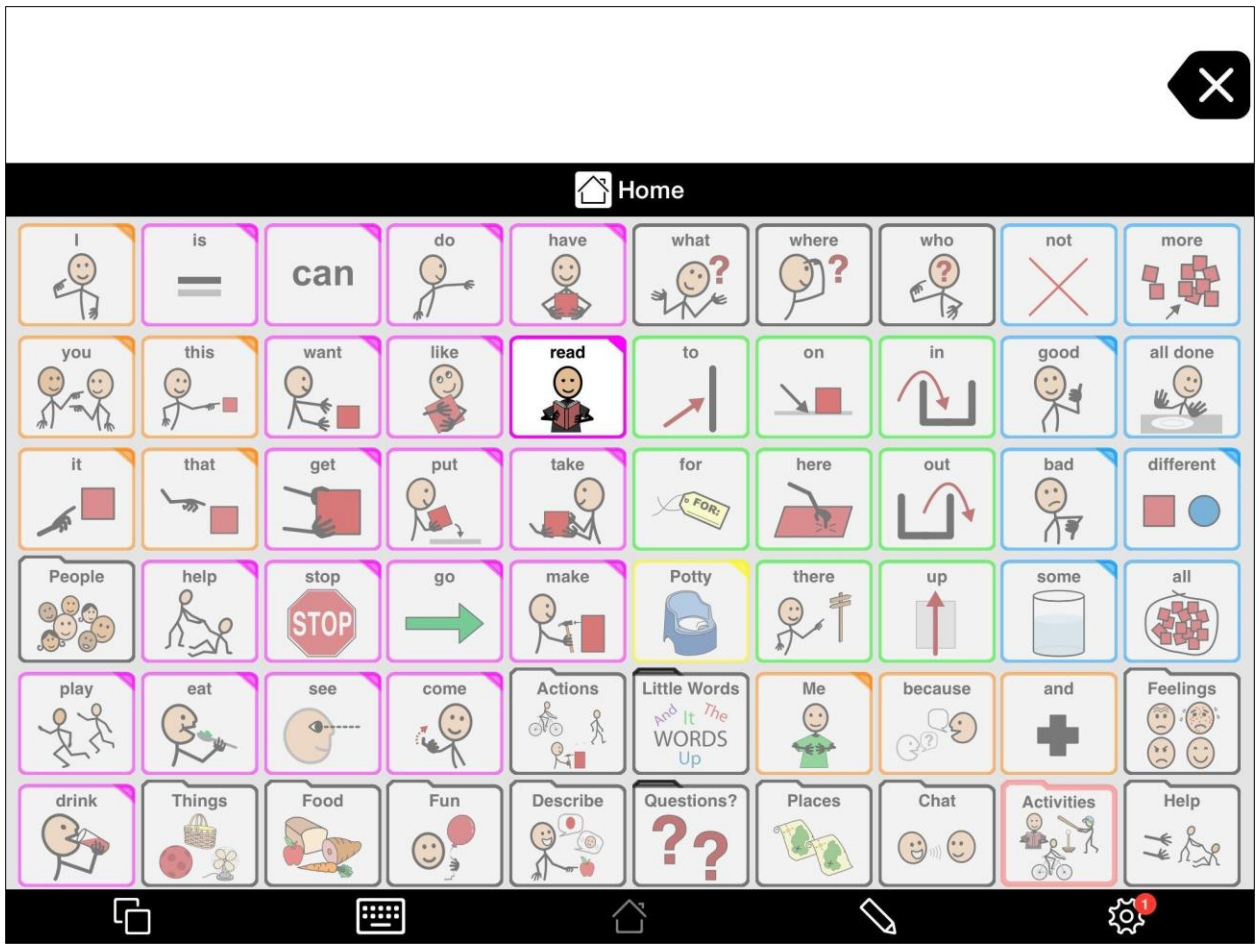 Home
I is can do have what where who not more
you this want like read to on in good all done
it that get put take for here out bad different
FOR:
People help stop go make Potty there up some all
STOP
play eat see come Actions Little Words Me because and Feelings
And It The
WORDS
Up
drink Things Food Fun Describe Questions? Places Chat Activities Help
1